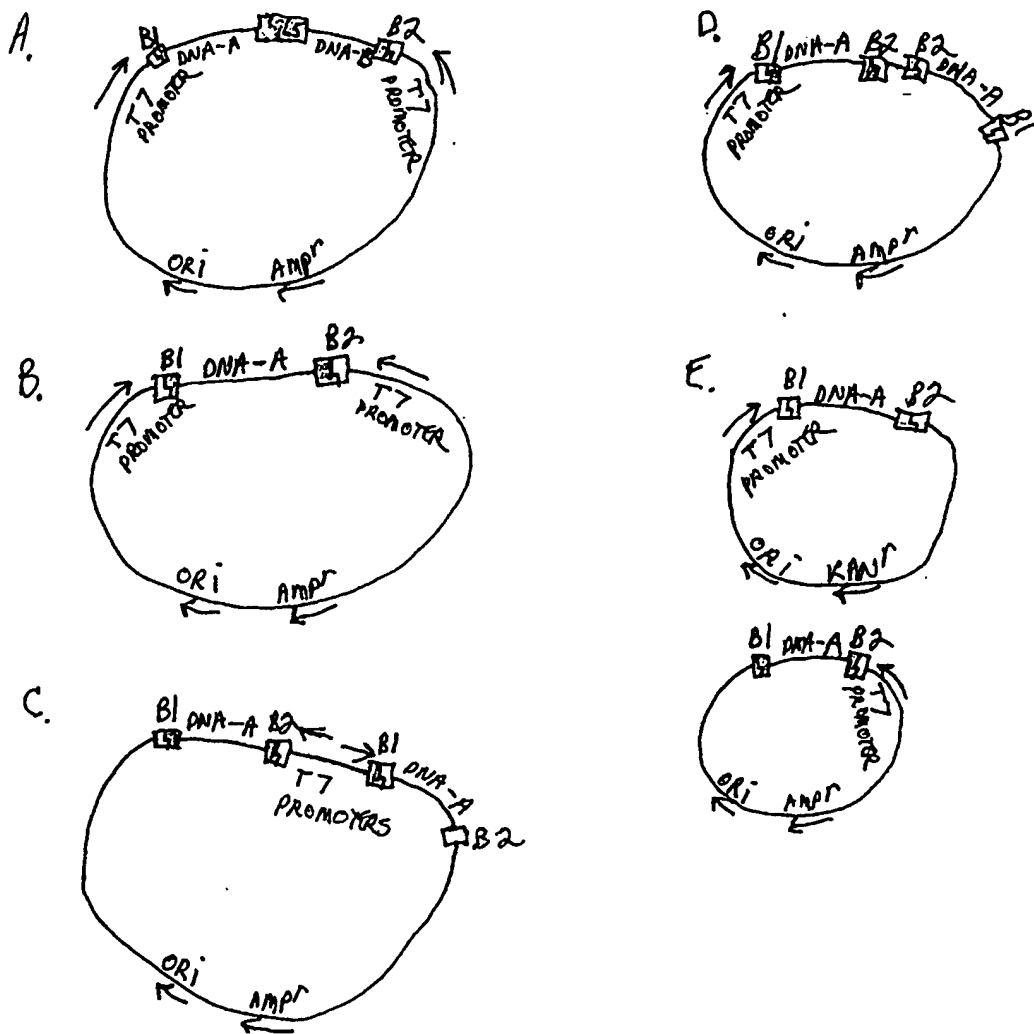 A.
B1
DNA-A
DNA-B
B2
T7
PROMOTER
T7
PROMOTER
ORi
Ampr
B.
B1
DNA-A
B2
T7
PROMOTER
T7
PROMOTER
ORi
Ampr
C.
B1
DNA-A
B2
B1
DNA-A
T7
PROMOTERS
B2
ORi
Ampr
D.
B1
DNA-A
B2
B2
DNA-A
B1
T7
PROMOTER
ORi
Ampr
E.
B1
DNA-A
B2
T7
PROMOTER
ORi
KANr
B1
DNA-A
B2
T7
PROMOTER
ORi
Ampr